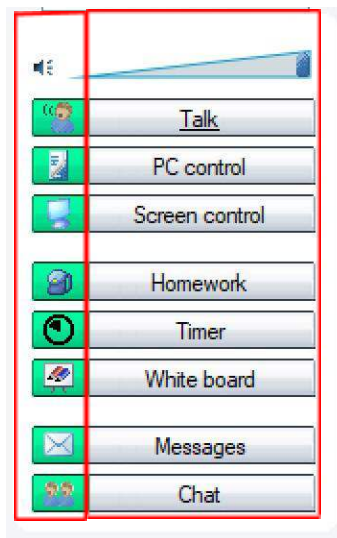 Talk
PC control
Screen control
Homework
Timer
White board
Messages
Chat